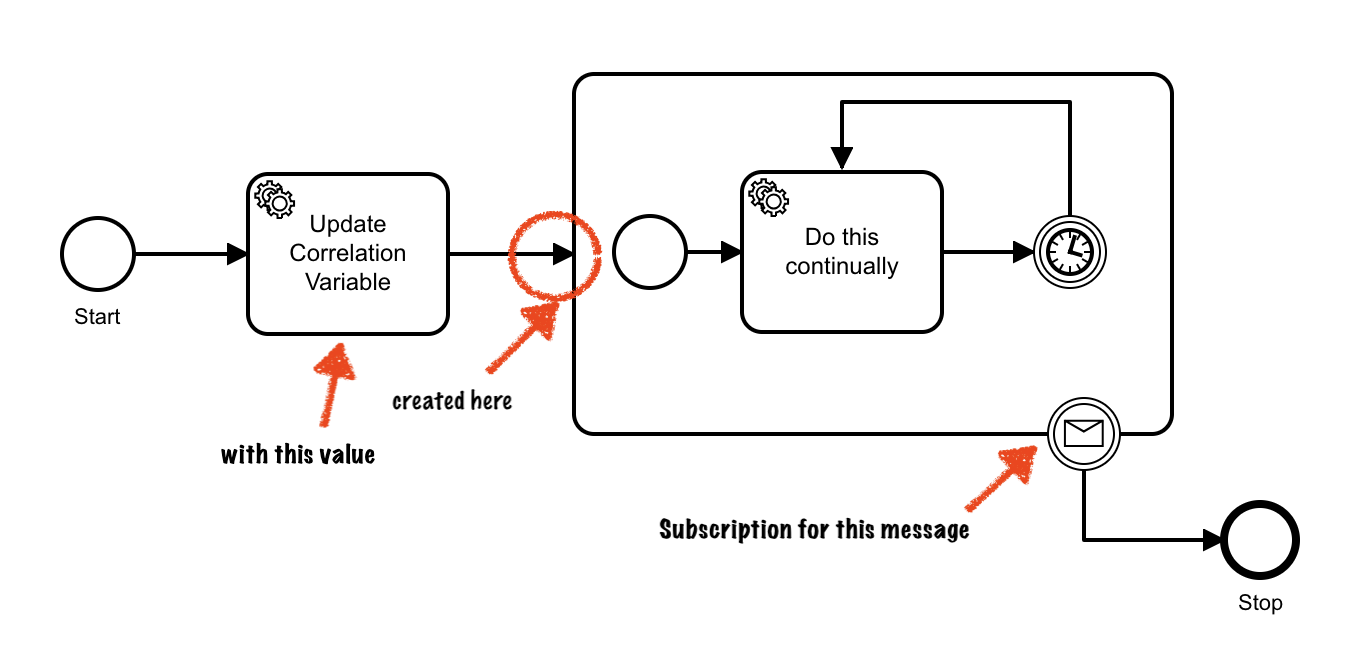 Update
Correlation
Variable
Do this
continually
Start
created here
with this value
Subscription for this message
Stop